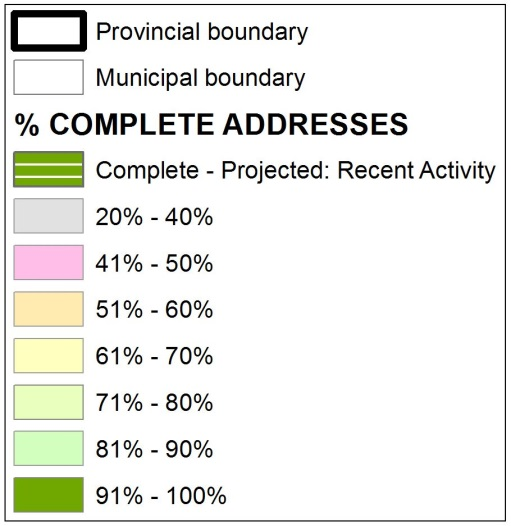 Provincial boundary
Municipal boundary
% COMPLETE ADDRESSES
Complete - Projected: Recent Activity
20% - 40%
41% - 50%
51% - 60%
61% - 70%
71% - 80%
81% - 90%
91% - 100%